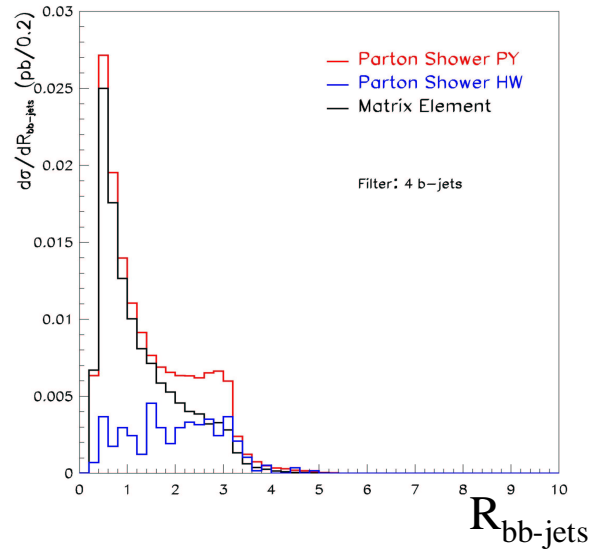 dσ/dR_bb-jets (pb/0.2)
0.03
0.025
0.02
0.015
0.01
0.005
0
Parton Shower PY
Parton Shower HW
Matrix Element
Filter: 4 b-jets
0 1 2 3 4 5 6 7 8 9 10
R_bb-jets